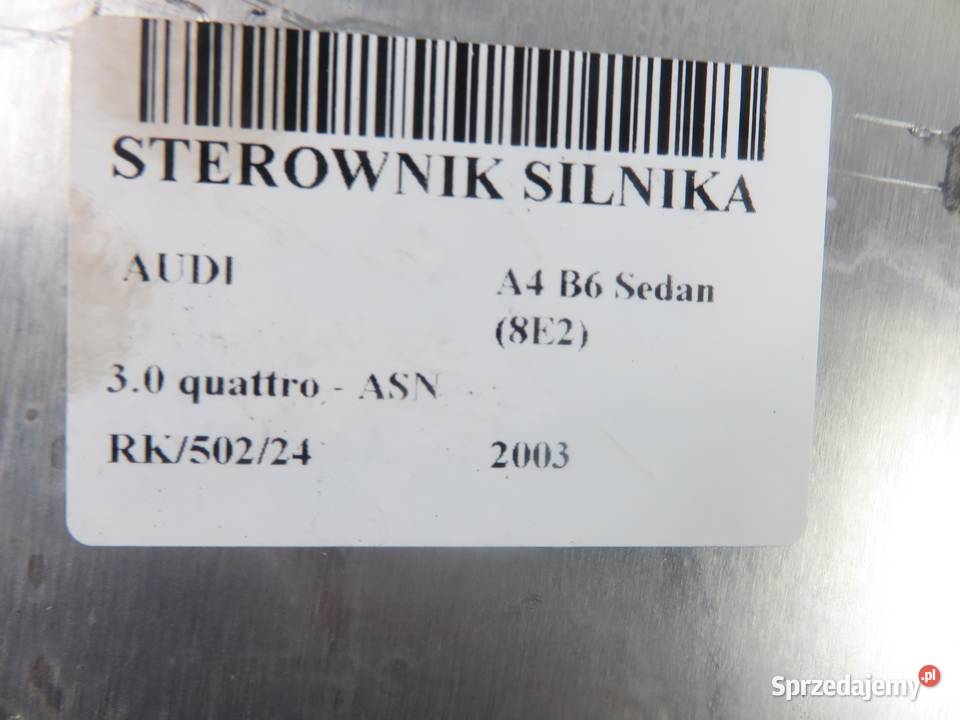 STEROWNIK SILNIKA
AUDI
A4 B6 Sedan
(8E2)
3.0 quattro - ASN
RK/502/24
2003
Sprzedajemy.pl